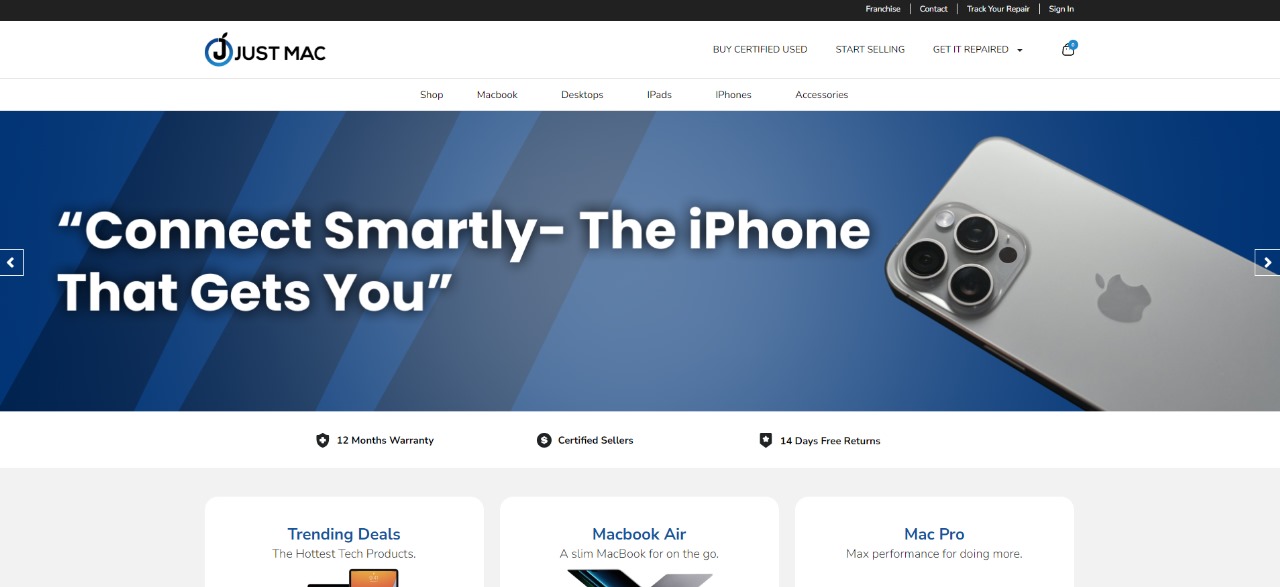 Franchise
Contact
Track Your Repair
Sign In
JUST MAC
BUY CERTIFIED USED
START SELLING
GET IT REPAIRED
0
Shop
Macbook
Desktops
IPads
IPhones
Accessories
“Connect Smartly- The iPhone
That Gets You”
12 Months Warranty
Certified Sellers
14 Days Free Returns
Trending Deals
The Hottest Tech Products.
Macbook Air
A slim MacBook for on the go.
Mac Pro
Max performance for doing more.